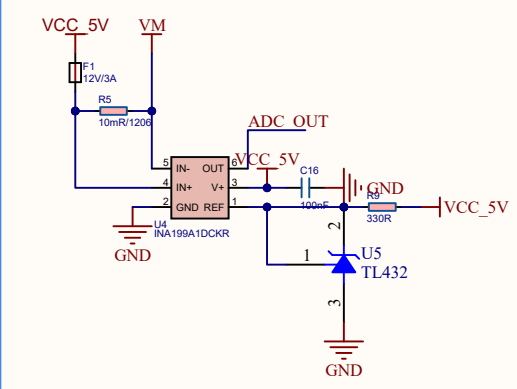 VCC_5V
VM
F1
12V/3A
R5
10mR/1206
ADC_OUT
VCC_5V
5
IN-
OUT
6
C16
4
IN+
V+
3
GND
100nF
R9
2
GND
REF
1
VCC_5V
330R
U4
INA199A1DCKR
2
GND
U5
1
TL432
3
GND